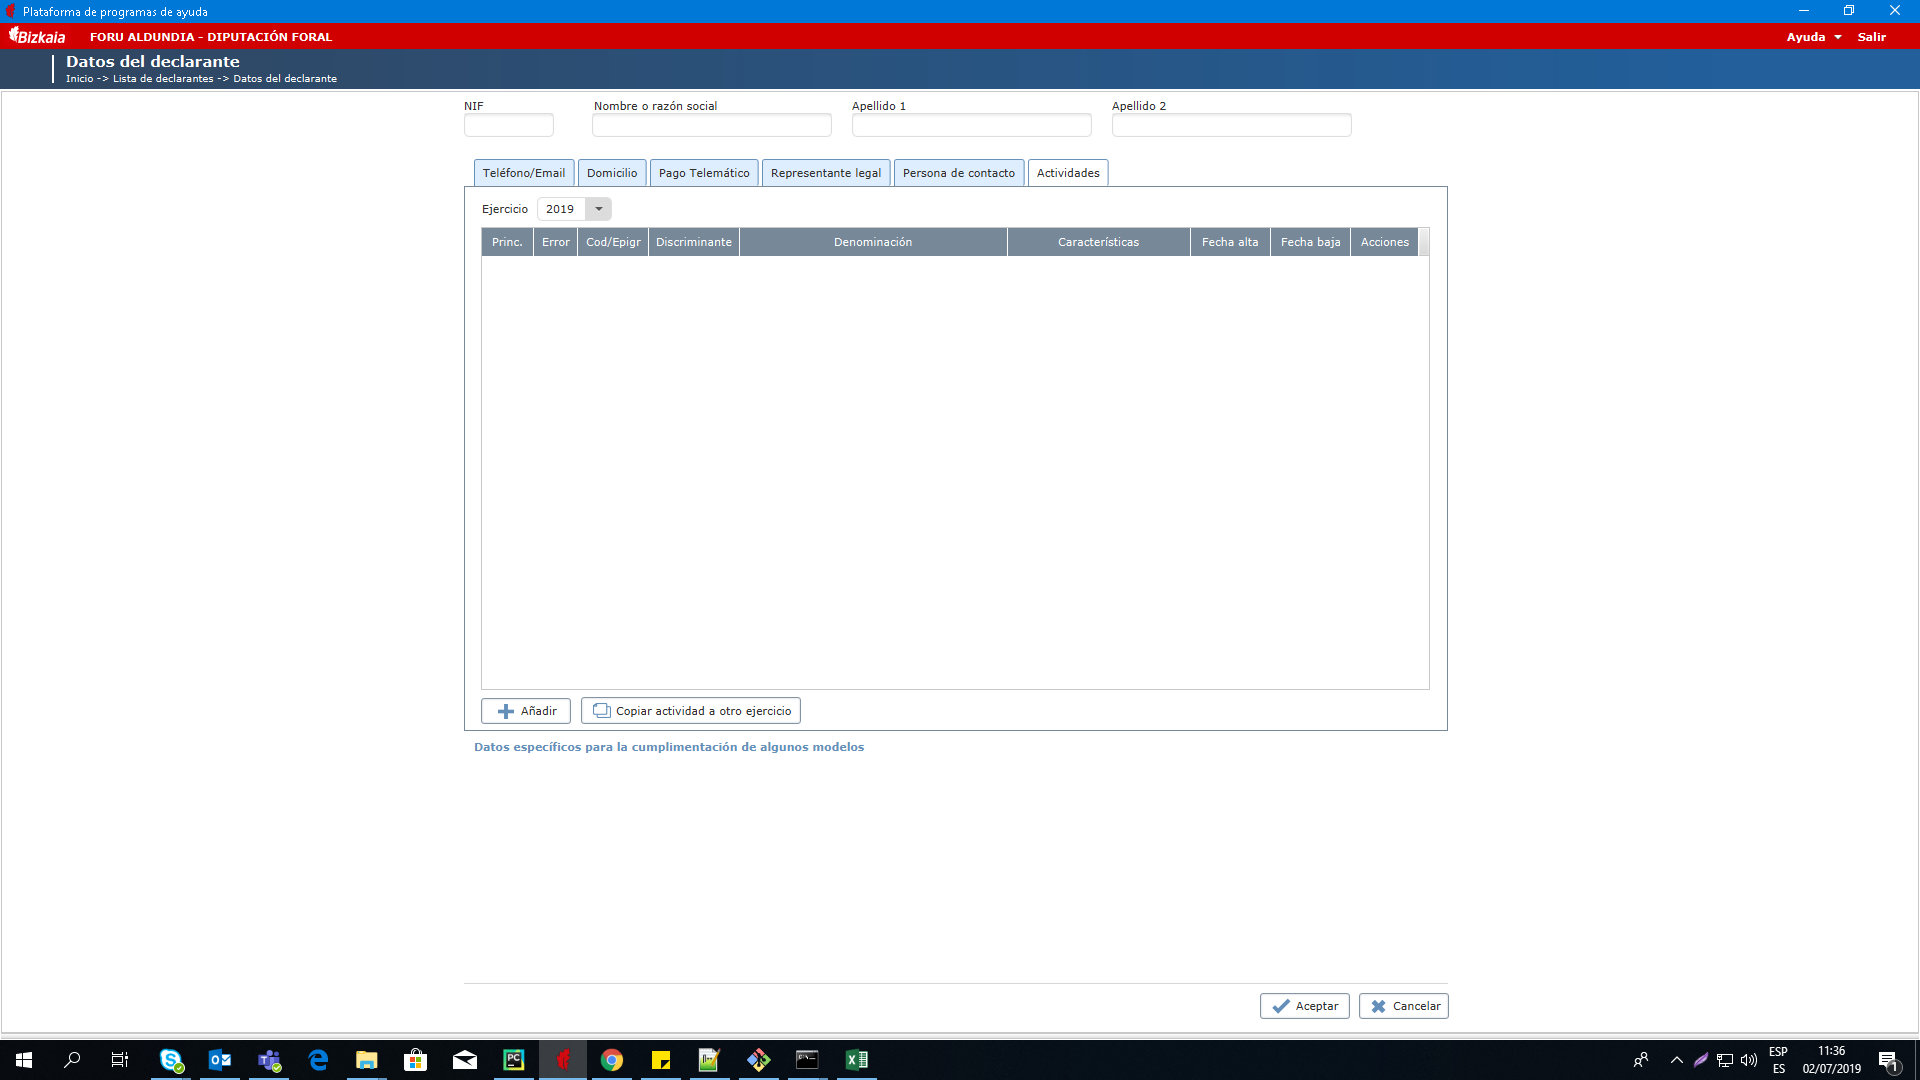 Plataforma de programas de ayuda
Bizkaia FORU ALDUNDIA - DIPUTACIÓN FORAL Ayuda Salir
Datos del declarante
Inicio -> Lista de declarantes -> Datos del declarante
NIF Nombre o razón social Apellido 1 Apellido 2
Teléfono/Email Domicilio Pago Telemático Representante legal Persona de contacto Actividades
Ejercicio 2019
Princ. Error Cod/Epigr Discriminante Denominación Características Fecha alta Fecha baja Acciones
Añadir Copiar actividad a otro ejercicio
Datos específicos para la cumplimentación de algunos modelos
Aceptar Cancelar
ESP 11:36
ES 02/07/2019 1